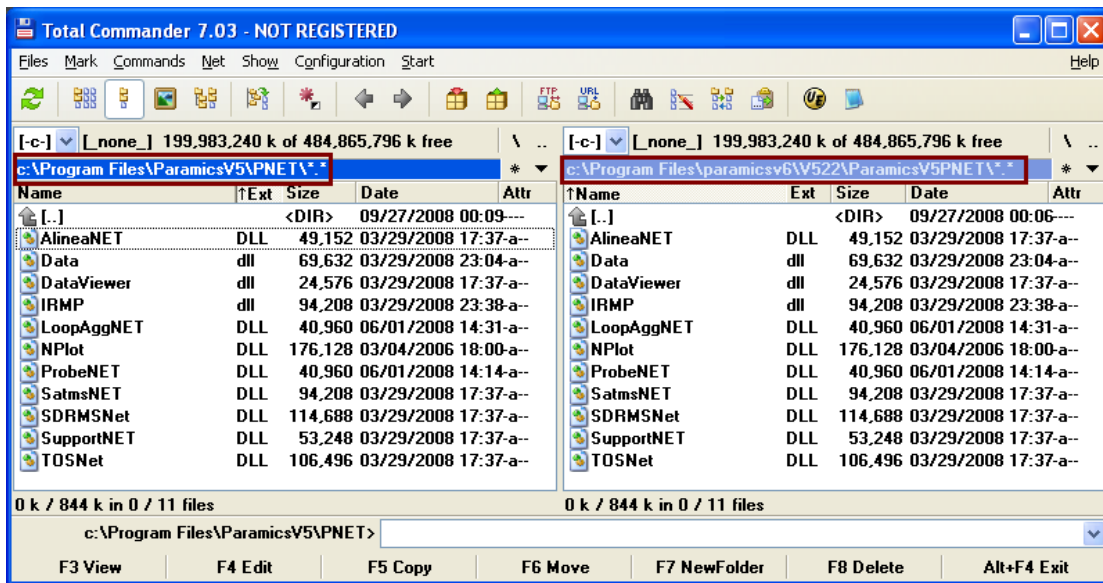 Total Commander 7.03 - NOT REGISTERED
Files Mark Commands Net Show Configuration Start Help
FTP URL UE
[-c-] [_none_] 199,983,240 k of 484,865,796 k free \ ..
c:\Program Files\ParamicsV5\PNET\*.* * ▼
Name ↑Ext Size Date Attr
[..] <DIR> 09/27/2008 00:09----
AlineaNET DLL 49,152 03/29/2008 17:37-a--
Data dll 69,632 03/29/2008 23:04-a--
DataViewer dll 24,576 03/29/2008 17:37-a--
IRMP dll 94,208 03/29/2008 23:38-a--
LoopAggNET DLL 40,960 06/01/2008 14:31-a--
NPlot DLL 176,128 03/04/2006 18:00-a--
ProbeNET DLL 40,960 06/01/2008 14:14-a--
SatmsNET DLL 94,208 03/29/2008 17:37-a--
SDRMSNet DLL 114,688 03/29/2008 17:37-a--
SupportNET DLL 53,248 03/29/2008 17:37-a--
TOSNet DLL 106,496 03/29/2008 17:37-a--
0 k / 844 k in 0 / 11 files
[-c-] [_none_] 199,983,240 k of 484,865,796 k free \ ..
c:\Program Files\paramicsv6\V522\ParamicsV5PNET\*.* * ▼
↑Name Ext Size Date Attr
[..] <DIR> 09/27/2008 00:06----
AlineaNET DLL 49,152 03/29/2008 17:37-a--
Data dll 69,632 03/29/2008 23:04-a--
DataViewer dll 24,576 03/29/2008 17:37-a--
IRMP dll 94,208 03/29/2008 23:38-a--
LoopAggNET DLL 40,960 06/01/2008 14:31-a--
NPlot DLL 176,128 03/04/2006 18:00-a--
ProbeNET DLL 40,960 06/01/2008 14:14-a--
SatmsNET DLL 94,208 03/29/2008 17:37-a--
SDRMSNet DLL 114,688 03/29/2008 17:37-a--
SupportNET DLL 53,248 03/29/2008 17:37-a--
TOSNet DLL 106,496 03/29/2008 17:37-a--
0 k / 844 k in 0 / 11 files
c:\Program Files\ParamicsV5\PNET>
F3 View F4 Edit F5 Copy F6 Move F7 NewFolder F8 Delete Alt+F4 Exit